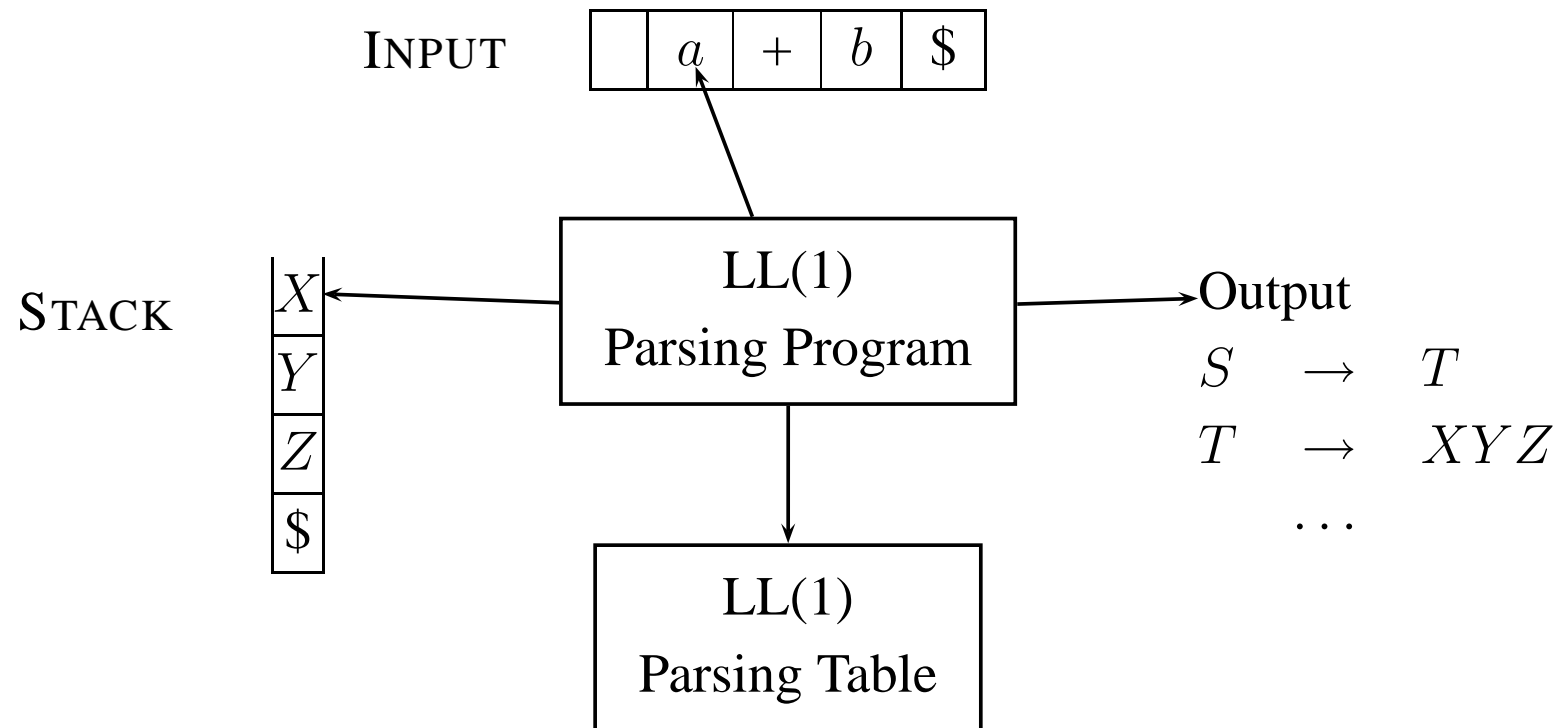 INPUT a + b $
LL(1)
Parsing Program
STACK
X
Y
Z
$
Output
S → T
T → XYZ
...
LL(1)
Parsing Table